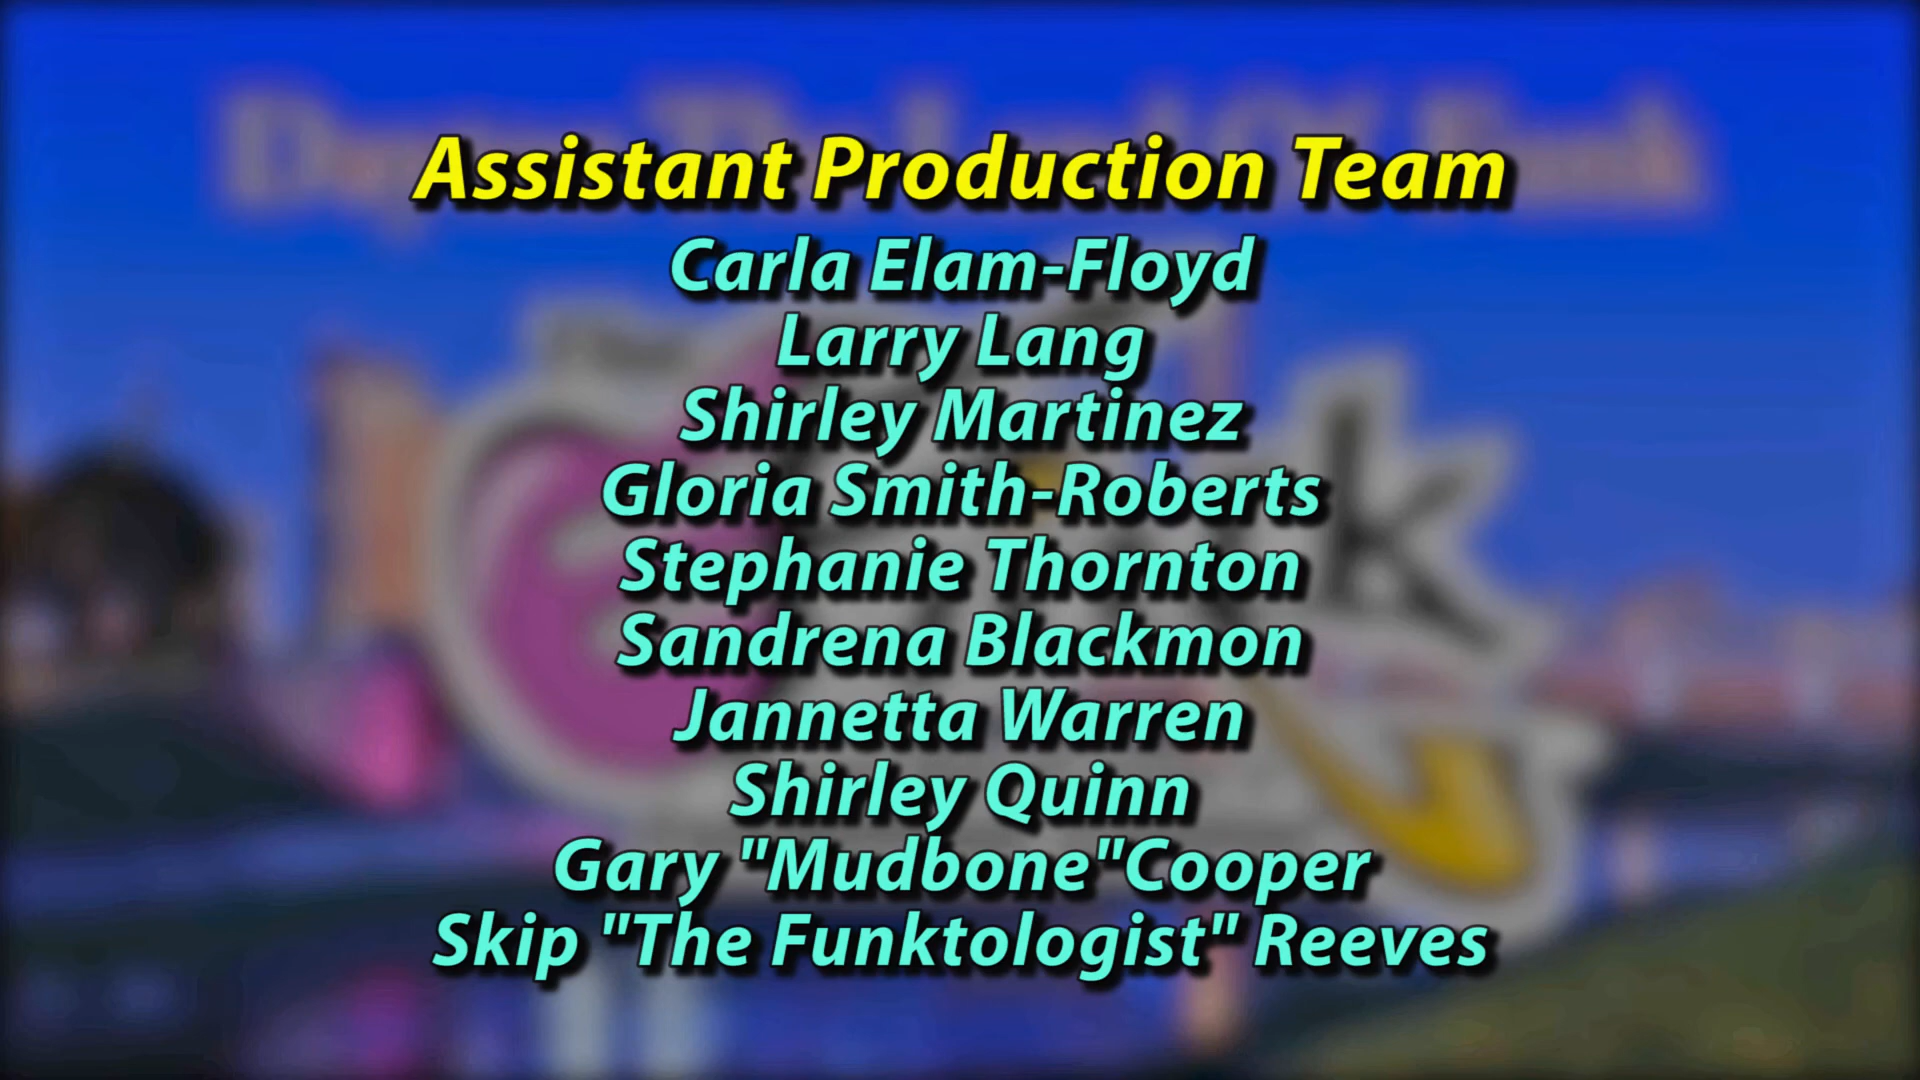 Assistant Production Team
Carla Elam-Floyd
Larry Lang
Shirley Martinez
Gloria Smith-Roberts
Stephanie Thornton
Sandrena Blackmon
Jannetta Warren
Shirley Quinn
Gary "Mudbone"Cooper
Skip "The Funktologist" Reeves